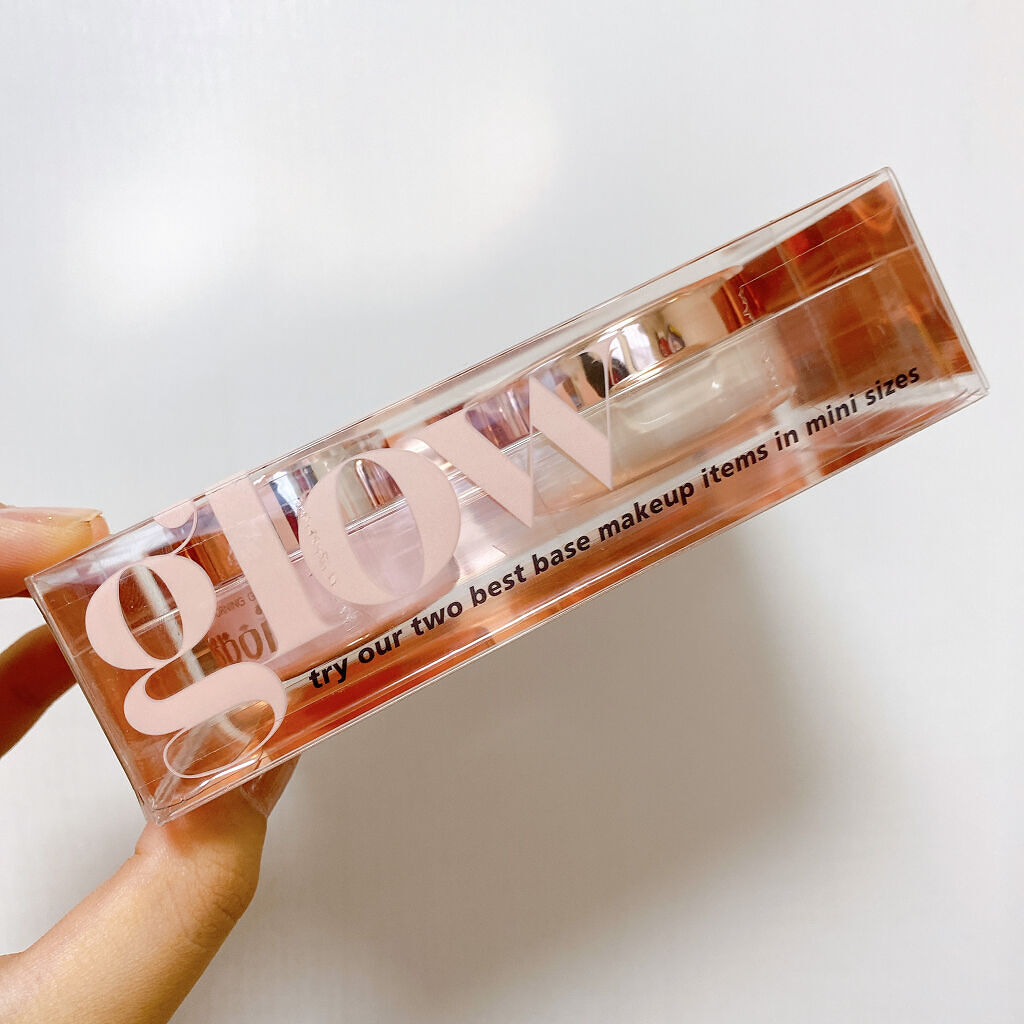 glow
try our two best base makeup items in mini sizes